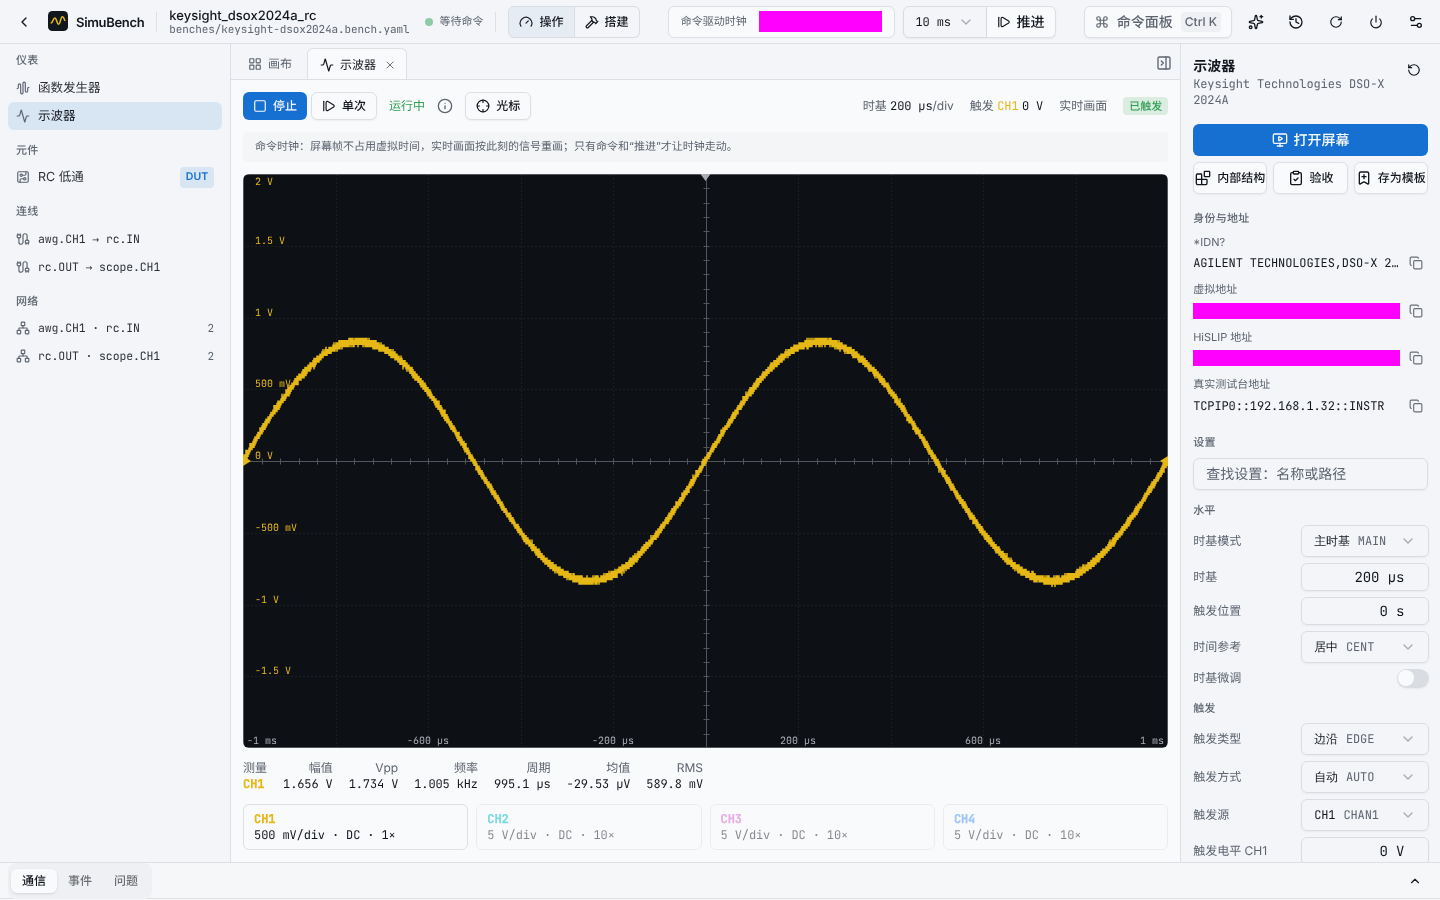 SimuBench
keysight_dsox2024a_rc
benches/keysight-dsox2024a.bench.yaml
等待命令
操作
搭建
命令驱动时钟
10 ms
推进
命令面板 Ctrl K
仪表
函数发生器
示波器
元件
RC 低通 DUT
连线
awg.CH1 → rc.IN
rc.OUT → scope.CH1
网络
awg.CH1 · rc.IN 2
rc.OUT · scope.CH1 2
画布
示波器
停止
单次
运行中
光标
时基 200 µs/div
触发 CH1 0 V
实时画面
已触发
命令时钟：屏幕帧不占用虚拟时间，实时画面按此刻的信号重画；只有命令和“推进”才让时钟走动。
2 V
1.5 V
1 V
500 mV
0 V
-500 mV
-1 V
-1.5 V
-1 ms -600 µs -200 µs 200 µs 600 µs 1 ms
测量 幅值 Vpp 频率 周期 均值 RMS
CH1 1.656 V 1.734 V 1.005 kHz 995.1 µs -29.53 µV 589.8 mV
CH1
500 mV/div · DC · 1×
CH2
5 V/div · DC · 10×
CH3
5 V/div · DC · 10×
CH4
5 V/div · DC · 10×
示波器
Keysight Technologies DSO-X
2024A
打开屏幕
内部结构
验收
存为模板
身份与地址
*IDN?
AGILENT TECHNOLOGIES,DSO-X 2…
虚拟地址
HiSLIP 地址
真实测试台地址
TCPIP0::192.168.1.32::INSTR
设置
查找设置：名称或路径
水平
时基模式 主时基 MAIN
时基 200 µs
触发位置 0 s
时间参考 居中 CENT
时基微调
触发
触发类型 边沿 EDGE
触发方式 自动 AUTO
触发源 CH1 CHAN1
触发电平 CH1 0 V
通信
事件
问题